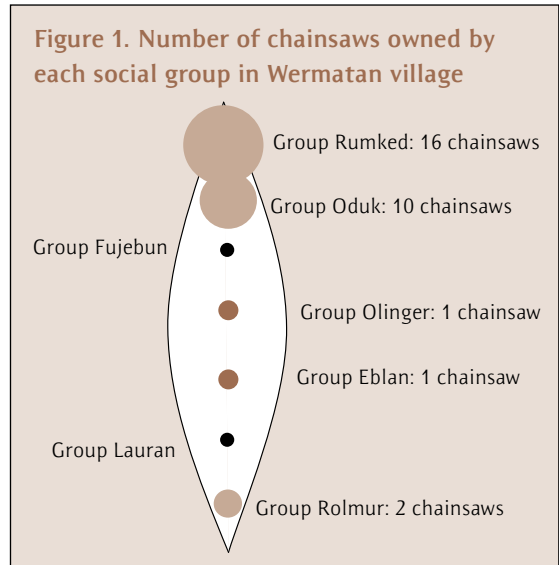 Figure 1. Number of chainsaws owned by
each social group in Wermatan village
Group Rumked: 16 chainsaws
Group Oduk: 10 chainsaws
Group Fujebun
Group Olinger: 1 chainsaw
Group Eblan: 1 chainsaw
Group Lauran
Group Rolmur: 2 chainsaws